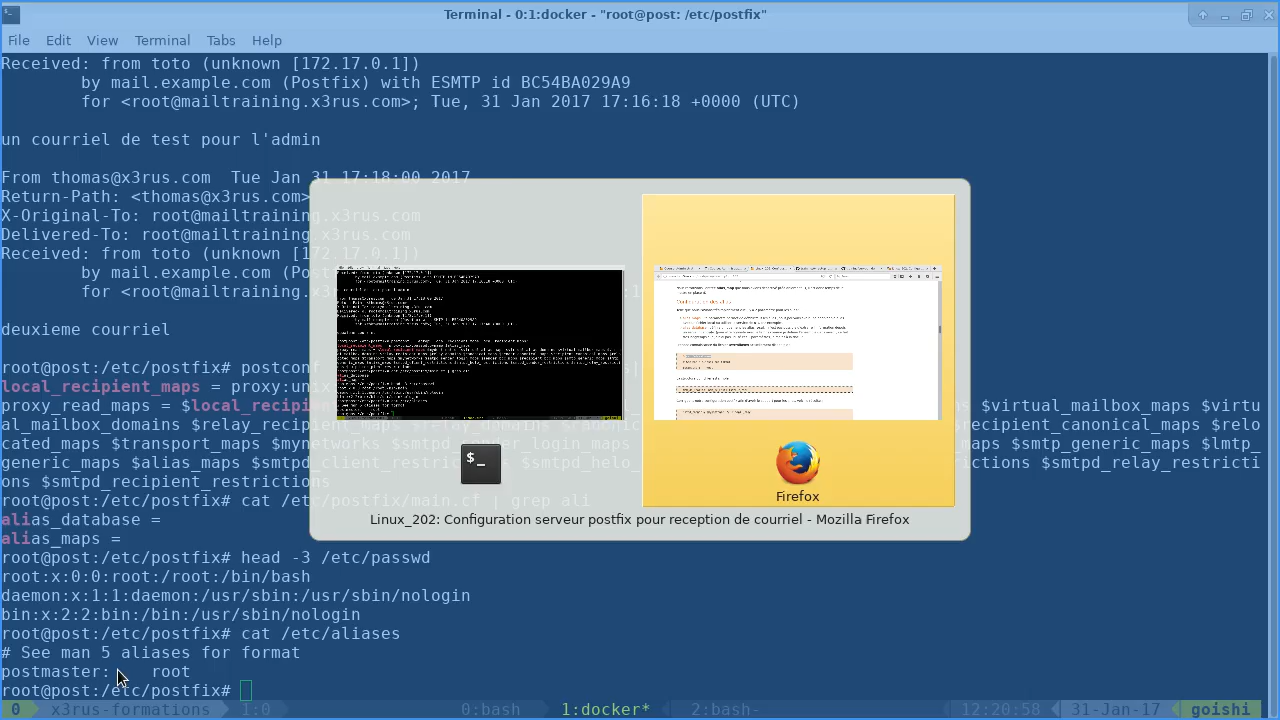 Terminal - 0:1:docker - "root@post: /etc/postfix"
File Edit View Terminal Tabs Help
Received: from toto (unknown [172.17.0.1])
by mail.example.com (Postfix) with ESMTP id BC54BA029A9
for <root@mailtraining.x3rus.com>; Tue, 31 Jan 2017 17:16:18 +0000 (UTC)
un courriel de test pour l'admin
From thomas@x3rus.com Tue Jan 31 17:18:00 2017
Return-Path: <thomas@x3rus.com>
X-Original-To: root@mailtraining.x3rus.com
Delivered-To: root@mailtraining.x3rus.com
Received: from toto (unknown [172.17.0.1])
by mail.example.com (Post
for <root@mailtraining.x3
deuxieme courriel
root@post:/etc/postfix# postconf
local_recipient_maps = proxy:unix:
proxy_read_maps = $local_recipient $virtual_mailbox_maps $virtu
al_mailbox_domains $relay_recipient_maps $relay_domains $canonic recipient_canonical_maps $relo
cated_maps $transport_maps $mynetworks $smtpd_sender_login_maps maps $smtp_generic_maps $lmtp_
generic_maps $alias_maps $smtpd_client_restrictions $smtpd_helo_ ictions $smtpd_relay_restricti
ons $smtpd_recipient_restrictions
root@post:/etc/postfix# cat /etc/postfix/main.cf | grep ali
alias_database =
alias_maps =
root@post:/etc/postfix# head -3 /etc/passwd
root:x:0:0:root:/root:/bin/bash
daemon:x:1:1:daemon:/usr/sbin:/usr/sbin/nologin
bin:x:2:2:bin:/bin:/usr/sbin/nologin
root@post:/etc/postfix# cat /etc/aliases
# See man 5 aliases for format
postmaster: root
root@post:/etc/postfix#
$_
Firefox
Linux_202: Configuration serveur postfix pour reception de courriel - Mozilla Firefox
0 x3rus-formations 1:0 0:bash 1:docker* 2:bash- 12:20:58 31-Jan-17 goishi